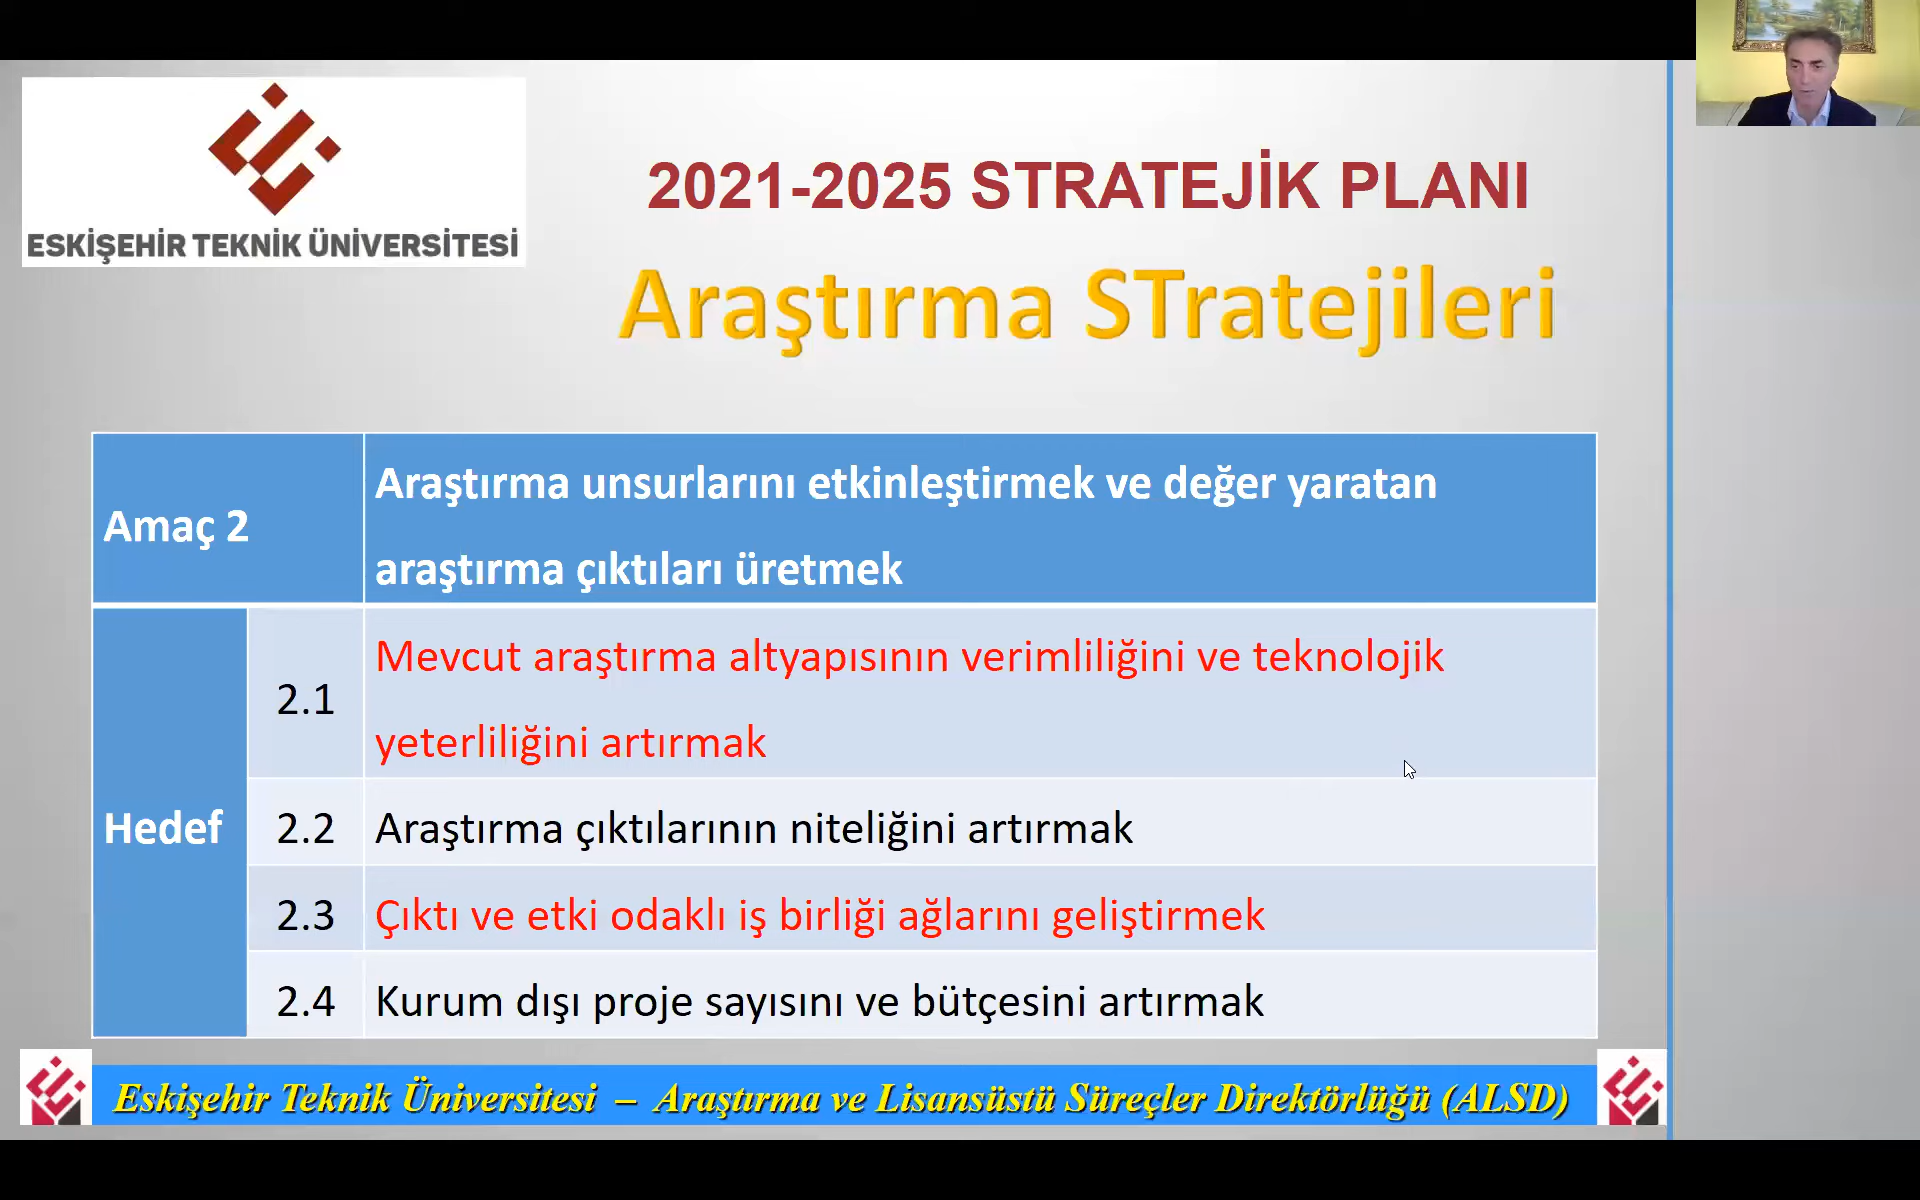 ESKİŞEHİR TEKNİK ÜNİVERSİTESİ
2021-2025 STRATEJİK PLANI
Araştırma STratejileri
Amaç 2
Araştırma unsurlarını etkinleştirmek ve değer yaratan
araştırma çıktıları üretmek
Hedef
2.1
Mevcut araştırma altyapısının verimliliğini ve teknolojik
yeterliliğini artırmak
2.2
Araştırma çıktılarının niteliğini artırmak
2.3
Çıktı ve etki odaklı iş birliği ağlarını geliştirmek
2.4
Kurum dışı proje sayısını ve bütçesini artırmak
Eskişehir Teknik Üniversitesi – Araştırma ve Lisansüstü Süreçler Direktörlüğü (ALSD)